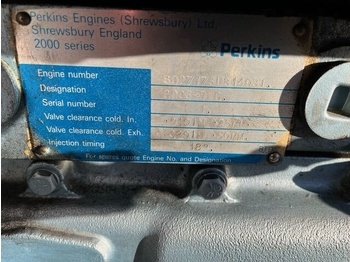 Perkins Engines (Shrewsbury) Ltd.
Shrewsbury England
2000 series
Perkins
Engine number
Designation
Serial number
Valve clearance cold. In.
Valve clearance cold. Exh.
Injection timing 18°
For spares quote Engine No. and Designation.